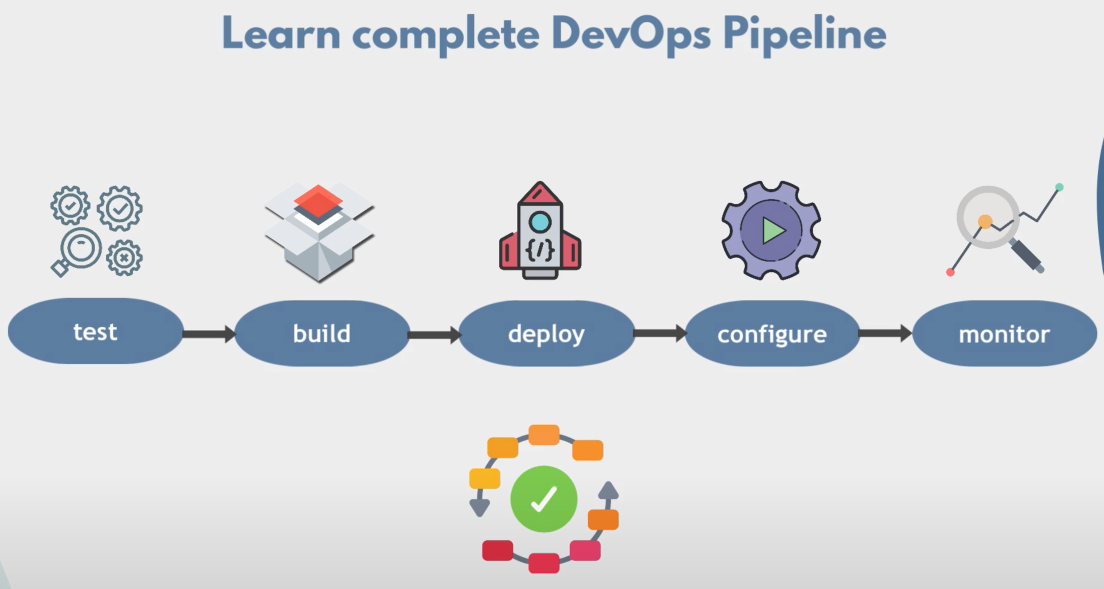 Learn complete DevOps Pipeline
{/}
test
build
deploy
configure
monitor